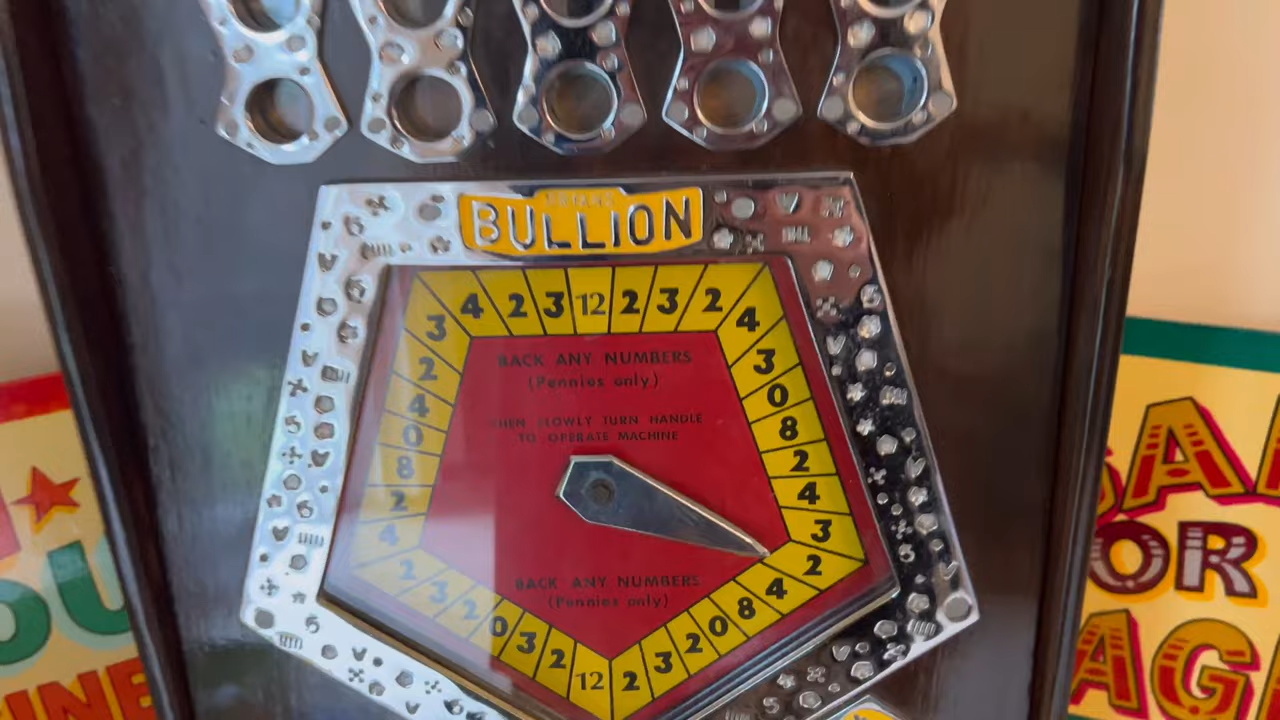 BULLION
4 2 3 12 2 3 2 4
3 0 8 2 4 3 2
4 8 0 2 3 2
12 2 3 0 2 3 2
4 2 8 0 4 2 3
BACK ANY NUMBERS
(Pennies only)
THEN SLOWLY TURN HANDLE
TO OPERATE MACHINE
BACK ANY NUMBERS
(Pennies only)
OR